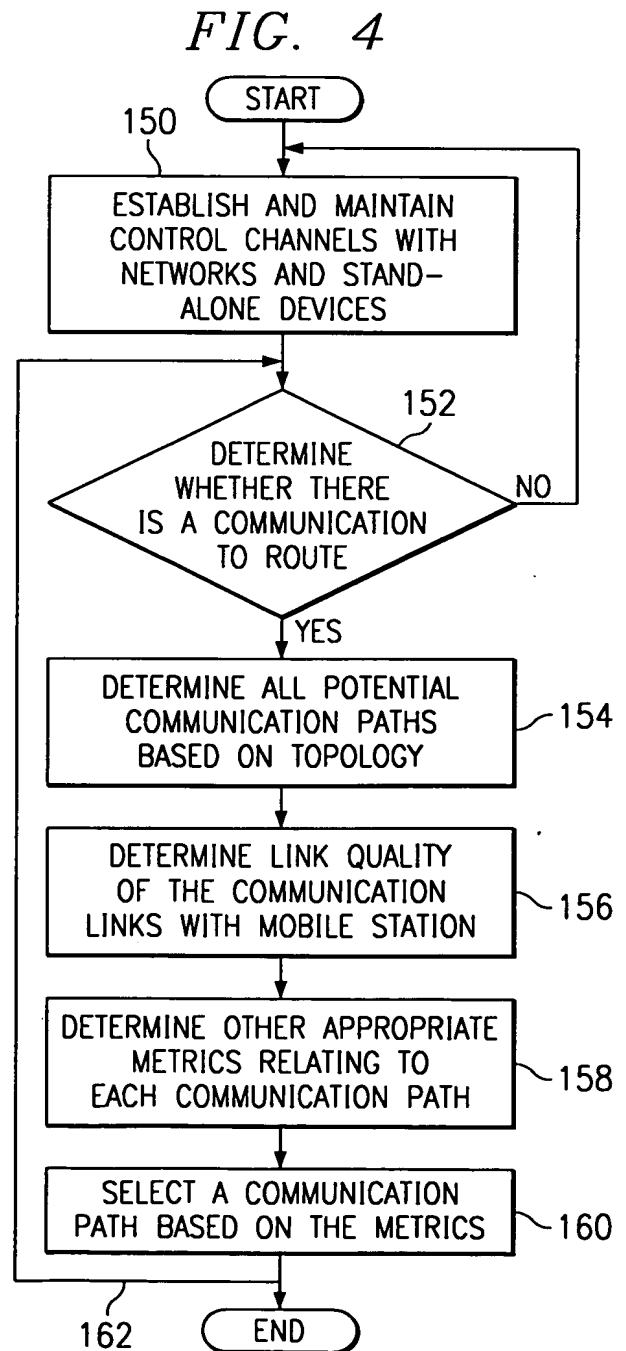 FIG. 4
START
150
ESTABLISH AND MAINTAIN
CONTROL CHANNELS WITH
NETWORKS AND STAND-
ALONE DEVICES
152
DETERMINE
WHETHER THERE
IS A COMMUNICATION
TO ROUTE
NO
YES
DETERMINE ALL POTENTIAL
COMMUNICATION PATHS
BASED ON TOPOLOGY
154
DETERMINE LINK QUALITY
OF THE COMMUNICATION
LINKS WITH MOBILE STATION
156
DETERMINE OTHER APPROPRIATE
METRICS RELATING TO
EACH COMMUNICATION PATH
158
SELECT A COMMUNICATION
PATH BASED ON THE METRICS
160
162
END